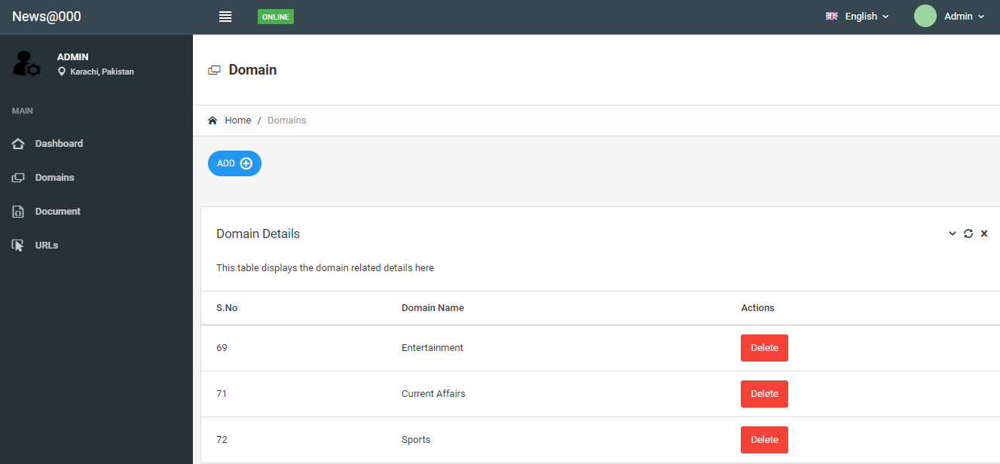 News@000
ONLINE
English
Admin
ADMIN
Karachi, Pakistan
MAIN
Dashboard
Domains
Document
URLs
Domain
Home / Domains
ADD
Domain Details
This table displays the domain related details here
S.No Domain Name Actions
69 Entertainment Delete
71 Current Affairs Delete
72 Sports Delete